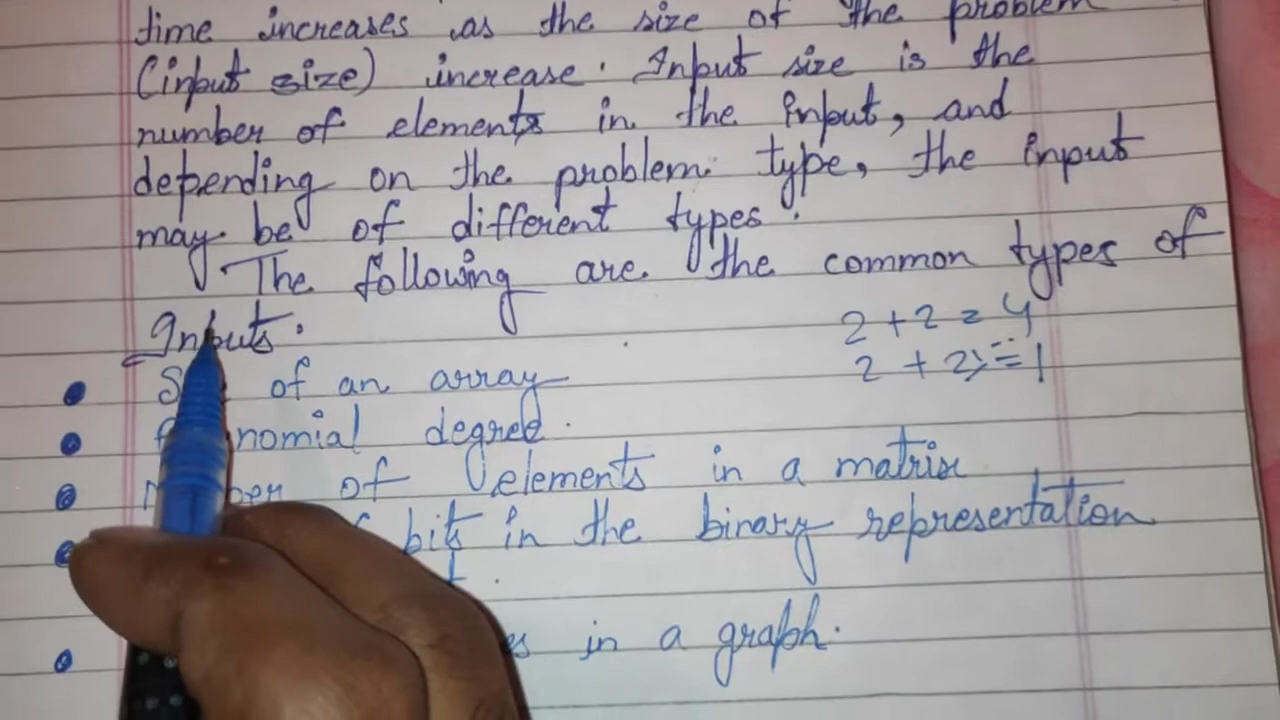 time increases as the size of the problem
(input size) increase. Input size is the
number of elements in the input, and
depending on the problem type, the input
may be of different types.
The following are the common types of
Inputs.
2 + 2 = 4
of an array
2 + 2; = 1
degree.
of elements in a matrix
bits in the binary representation
in a graph.